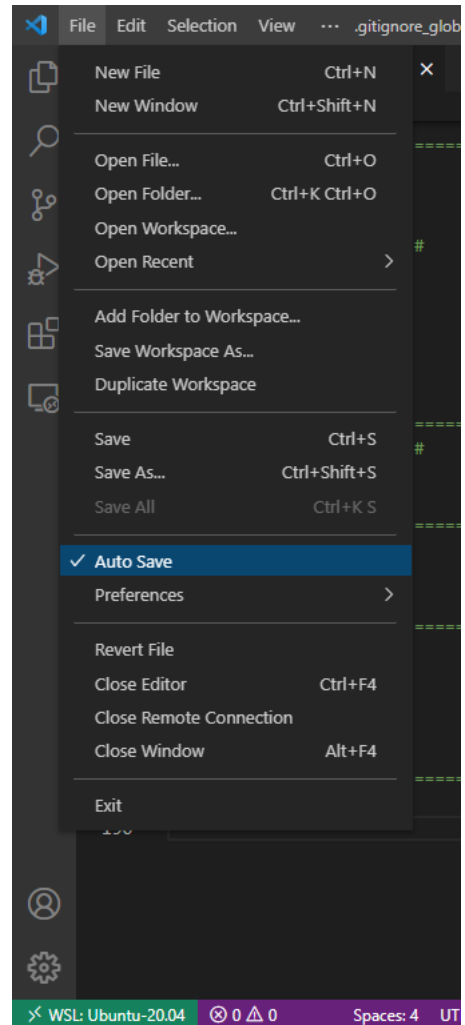 File Edit Selection View ··· .gitignore_glob
New File Ctrl+N
New Window Ctrl+Shift+N
Open File... Ctrl+O
Open Folder... Ctrl+K Ctrl+O
Open Workspace...
Open Recent
Add Folder to Workspace...
Save Workspace As...
Duplicate Workspace
Save Ctrl+S
Save As... Ctrl+Shift+S
Save All Ctrl+K S
Auto Save
Preferences
Revert File
Close Editor Ctrl+F4
Close Remote Connection
Close Window Alt+F4
Exit
WSL: Ubuntu-20.04 0 0 Spaces: 4 UT